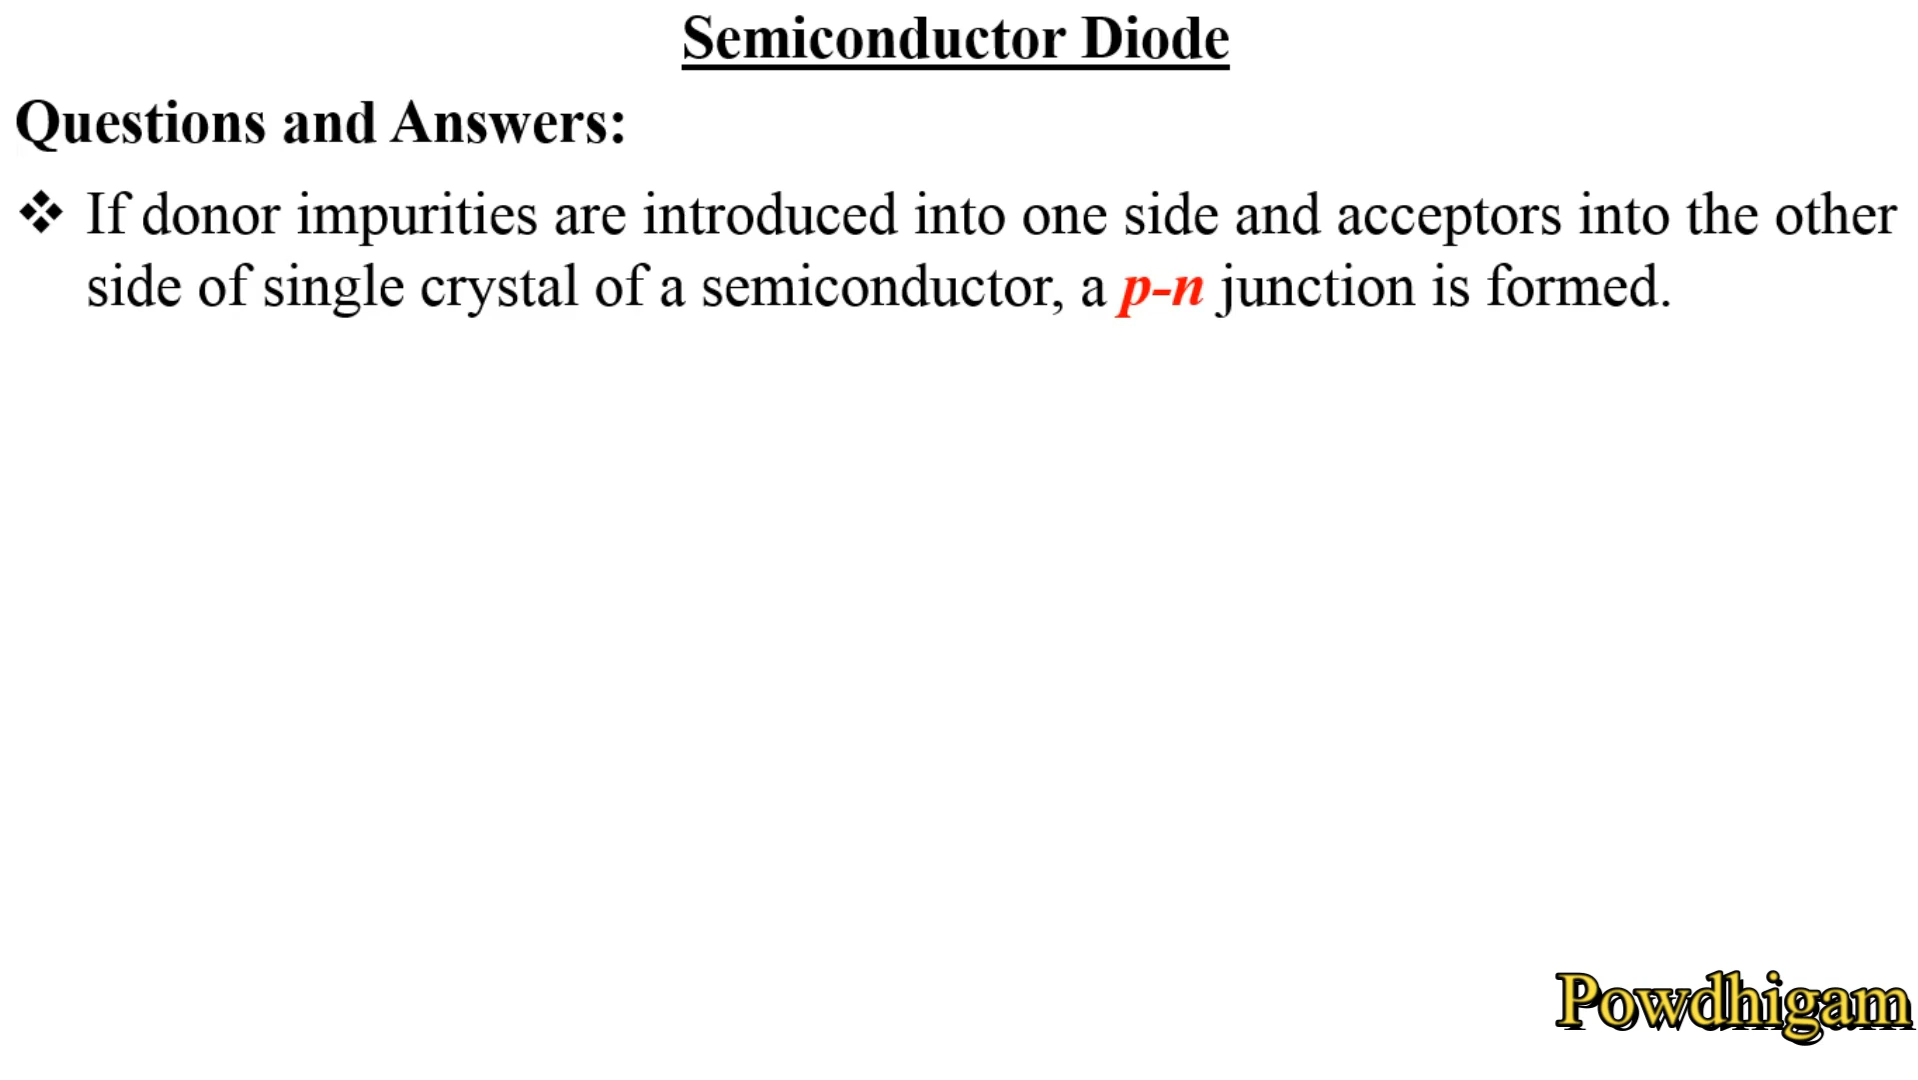 Semiconductor Diode
Questions and Answers:
❖ If donor impurities are introduced into one side and acceptors into the other
side of single crystal of a semiconductor, a p-n junction is formed.
Powdhigam